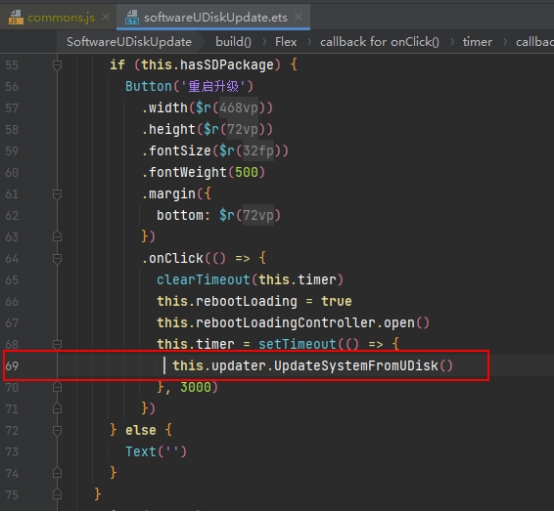 commons.js × softwareUDiskUpdate.ets ×
SoftwareUDiskUpdate › build() › Flex › callback for onClick() › timer › callbac
55 if (this.hasSDPackage) {
56 Button('重启升级')
57 .width($r(468vp))
58 .height($r(72vp))
59 .fontSize($r(32fp))
60 .fontWeight(500)
61 .margin({
62 bottom: $r(72vp)
63 })
64 .onClick(() => {
65 clearTimeout(this.timer)
66 this.rebootLoading = true
67 this.rebootLoadingController.open()
68 this.timer = setTimeout(() => {
69 this.updater.UpdateSystemFromUDisk()
70 }, 3000)
71 })
72 } else {
73 Text('')
74 }
75 }